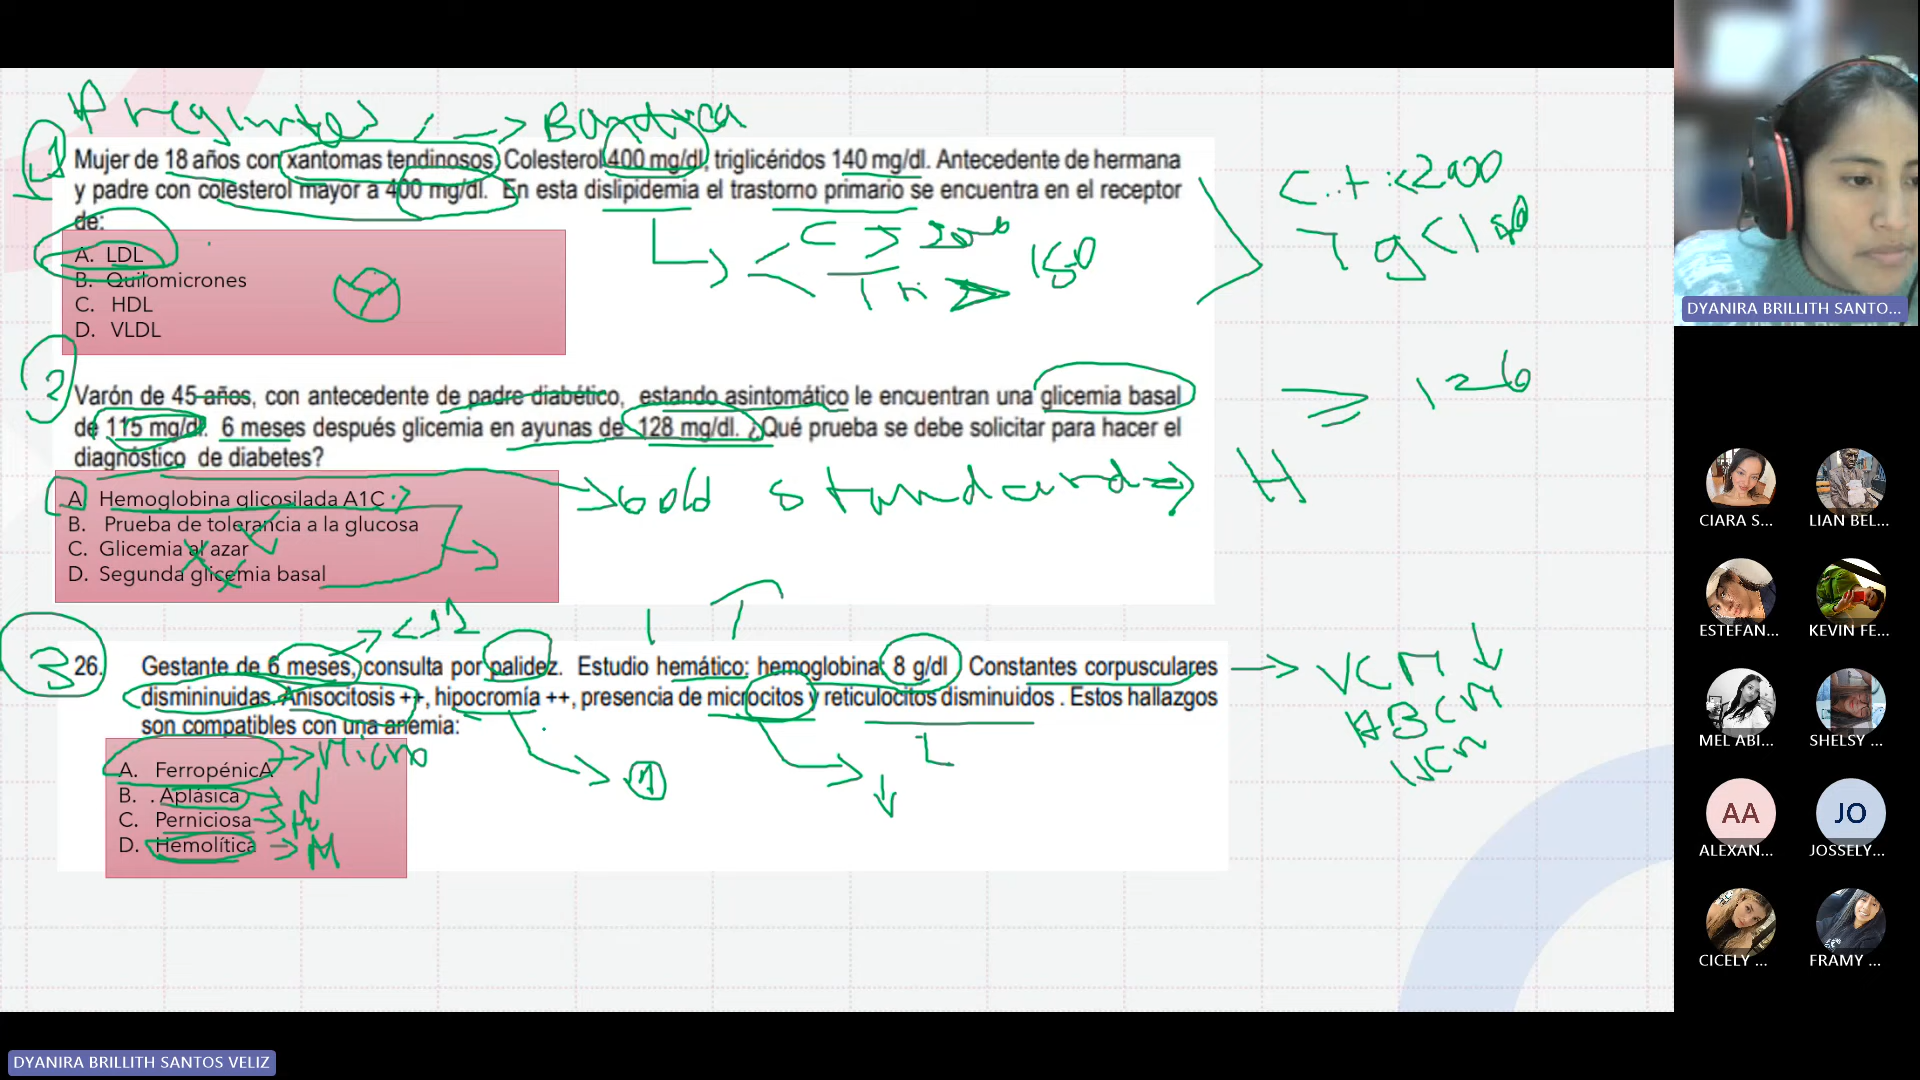 Preguntas → Bandura
1
Mujer de 18 años con xantomas tendinosos, Colesterol 400 mg/dl, triglicéridos 140 mg/dl. Antecedente de hermana
y padre con colesterol mayor a 400 mg/dl. En esta dislipidemia el trastorno primario se encuentra en el receptor
de:
A. LDL
B. Quilomicrones
C. HDL
D. VLDL
C > 200
Tri > 150
C.t : <200
Tg <150
2
Varón de 45 años, con antecedente de padre diabético, estando asintomático le encuentran una glicemia basal
de 115 mg/dl. 6 meses después glicemia en ayunas de 128 mg/dl. ¿Qué prueba se debe solicitar para hacer el
diagnóstico de diabetes?
≥ 126
A. Hemoglobina glicosilada A1C
B. Prueba de tolerancia a la glucosa
C. Glicemia al azar
D. Segunda glicemia basal
→ Gold standard → H
3
<11
26. Gestante de 6 meses, consulta por palidez. Estudio hemático: hemoglobina: 8 g/dl Constantes corpusculares
dismininuidas. Anisocitosis ++, hipocromía ++, presencia de microcitos y reticulocitos disminuidos . Estos hallazgos
son compatibles con una anemia:
→ VCM ↓
HBCM
A. FerropénicA → Micro
B. . Aplásica → N
C. Perniciosa →
D. Hemolítica → M
DYANIRA BRILLITH SANTO...
CIARA S...
LIAN BEL...
ESTEFAN...
KEVIN FE...
MEL ABI...
SHELSY ...
AA
JO
ALEXAN...
JOSSELY...
CICELY ...
FRAMY ...
DYANIRA BRILLITH SANTOS VELIZ